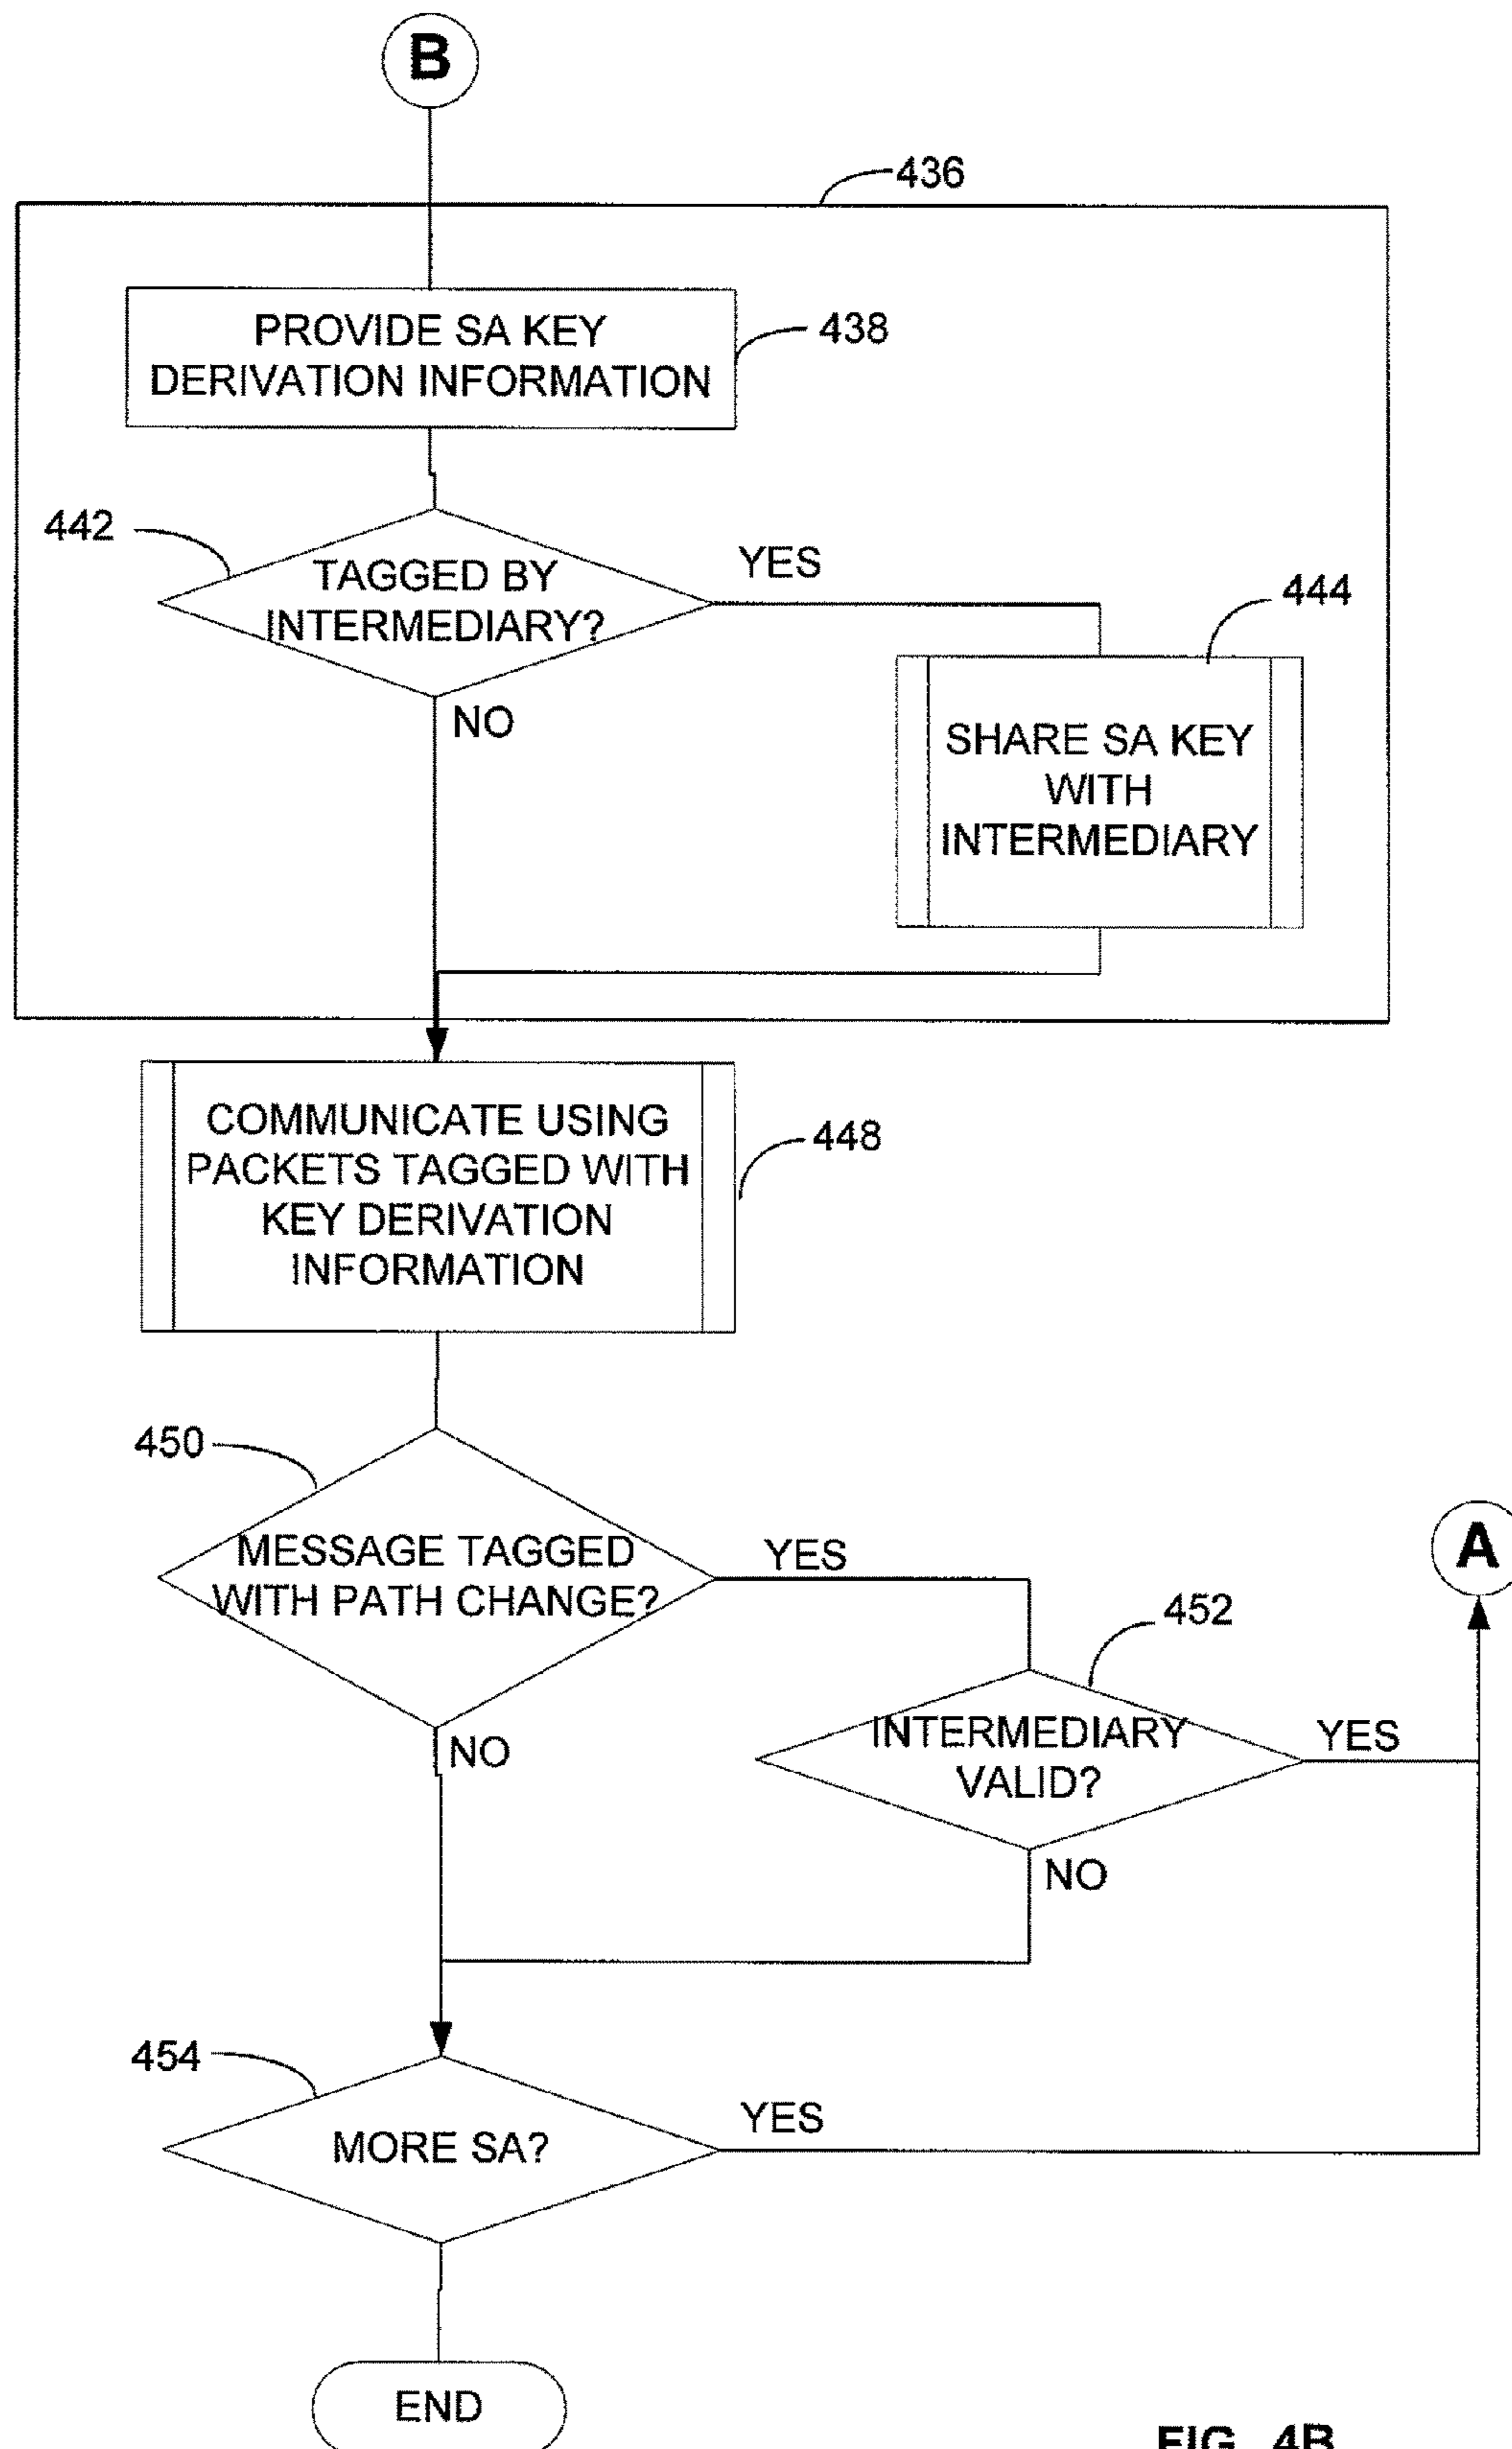 B
436
PROVIDE SA KEY
DERIVATION INFORMATION
438
442
TAGGED BY
INTERMEDIARY?
YES
444
NO
SHARE SA KEY
WITH
INTERMEDIARY
COMMUNICATE USING
PACKETS TAGGED WITH
KEY DERIVATION
INFORMATION
448
450
MESSAGE TAGGED
WITH PATH CHANGE?
YES
A
452
NO
INTERMEDIARY
VALID?
YES
NO
454
MORE SA?
YES
END
FIG. 4B